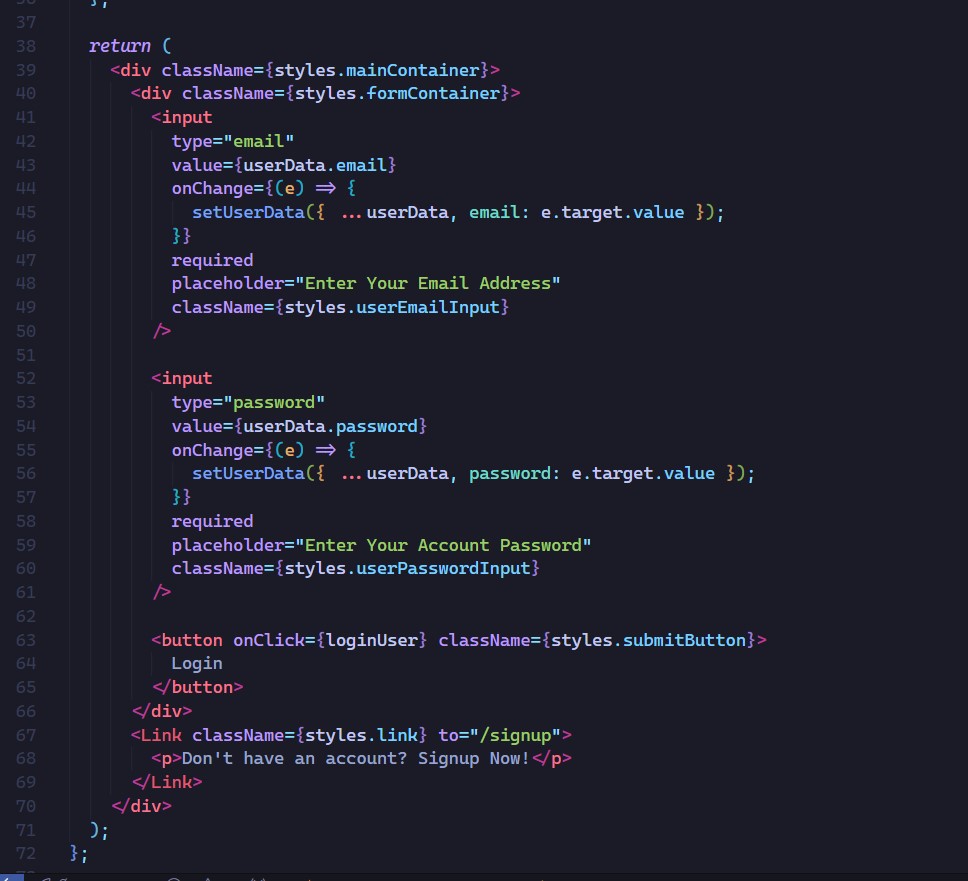 37
38 return (
39 <div className={styles.mainContainer}>
40 <div className={styles.formContainer}>
41 <input
42 type="email"
43 value={userData.email}
44 onChange={(e) => {
45 setUserData({ ...userData, email: e.target.value });
46 }}
47 required
48 placeholder="Enter Your Email Address"
49 className={styles.userEmailInput}
50 />
51
52 <input
53 type="password"
54 value={userData.password}
55 onChange={(e) => {
56 setUserData({ ...userData, password: e.target.value });
57 }}
58 required
59 placeholder="Enter Your Account Password"
60 className={styles.userPasswordInput}
61 />
62
63 <button onClick={loginUser} className={styles.submitButton}>
64 Login
65 </button>
66 </div>
67 <Link className={styles.link} to="/signup">
68 <p>Don't have an account? Signup Now!</p>
69 </Link>
70 </div>
71 );
72 };